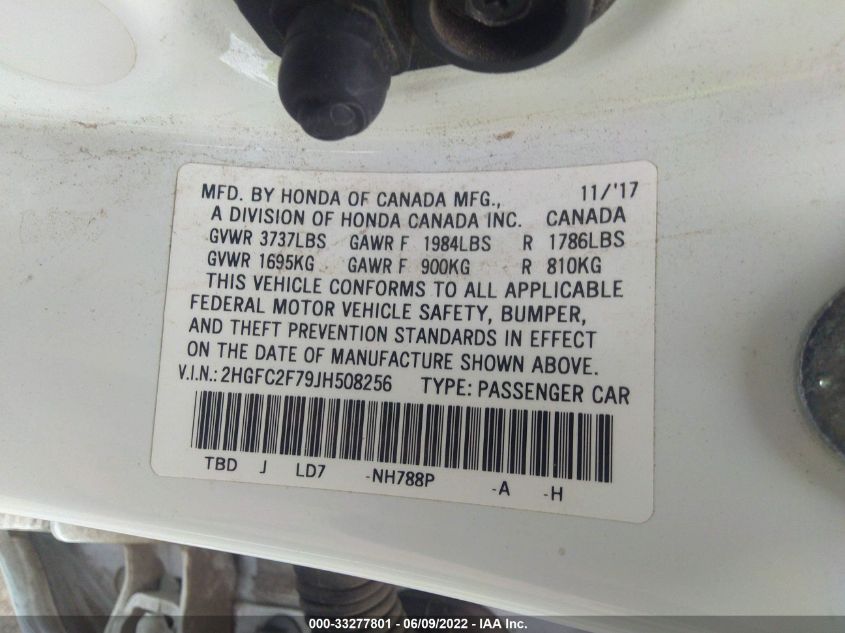 MFD. BY HONDA OF CANADA MFG., 11/'17
A DIVISION OF HONDA CANADA INC. CANADA
GVWR 3737LBS GAWR F 1984LBS R 1786LBS
GVWR 1695KG GAWR F 900KG R 810KG
THIS VEHICLE CONFORMS TO ALL APPLICABLE
FEDERAL MOTOR VEHICLE SAFETY, BUMPER,
AND THEFT PREVENTION STANDARDS IN EFFECT
ON THE DATE OF MANUFACTURE SHOWN ABOVE.
V.I.N.: 2HGFC2F79JH508256 TYPE: PASSENGER CAR
TBD J LD7 -NH788P -A -H
000-33277801 - 06/09/2022 - IAA Inc.